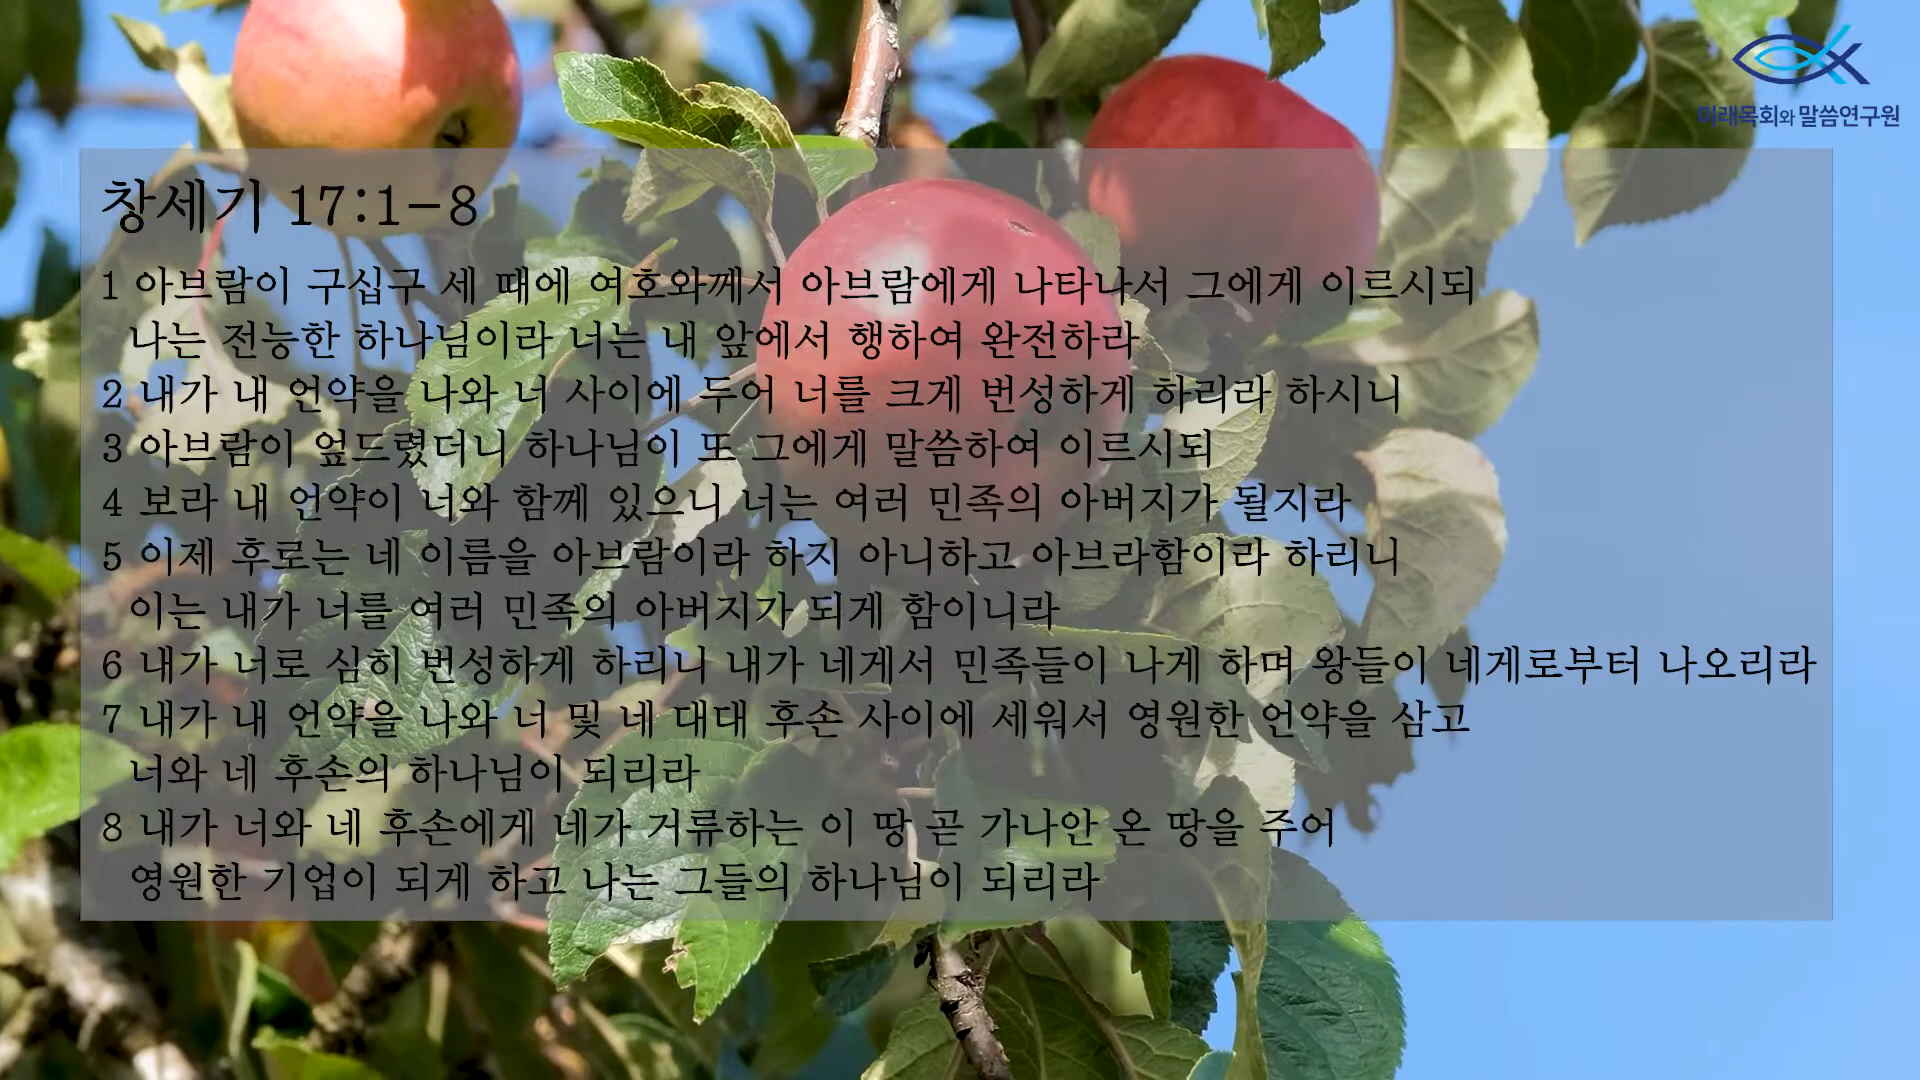 미래목회와 말씀연구원
창세기 17:1-8
1 아브람이 구십구 세 때에 여호와께서 아브람에게 나타나서 그에게 이르시되
나는 전능한 하나님이라 너는 내 앞에서 행하여 완전하라
2 내가 내 언약을 나와 너 사이에 두어 너를 크게 번성하게 하리라 하시니
3 아브람이 엎드렸더니 하나님이 또 그에게 말씀하여 이르시되
4 보라 내 언약이 너와 함께 있으니 너는 여러 민족의 아버지가 될지라
5 이제 후로는 네 이름을 아브람이라 하지 아니하고 아브라함이라 하리니
이는 내가 너를 여러 민족의 아버지가 되게 함이니라
6 내가 너로 심히 번성하게 하리니 내가 네게서 민족들이 나게 하며 왕들이 네게로부터 나오리라
7 내가 내 언약을 나와 너 및 네 대대 후손 사이에 세워서 영원한 언약을 삼고
너와 네 후손의 하나님이 되리라
8 내가 너와 네 후손에게 네가 거류하는 이 땅 곧 가나안 온 땅을 주어
영원한 기업이 되게 하고 나는 그들의 하나님이 되리라